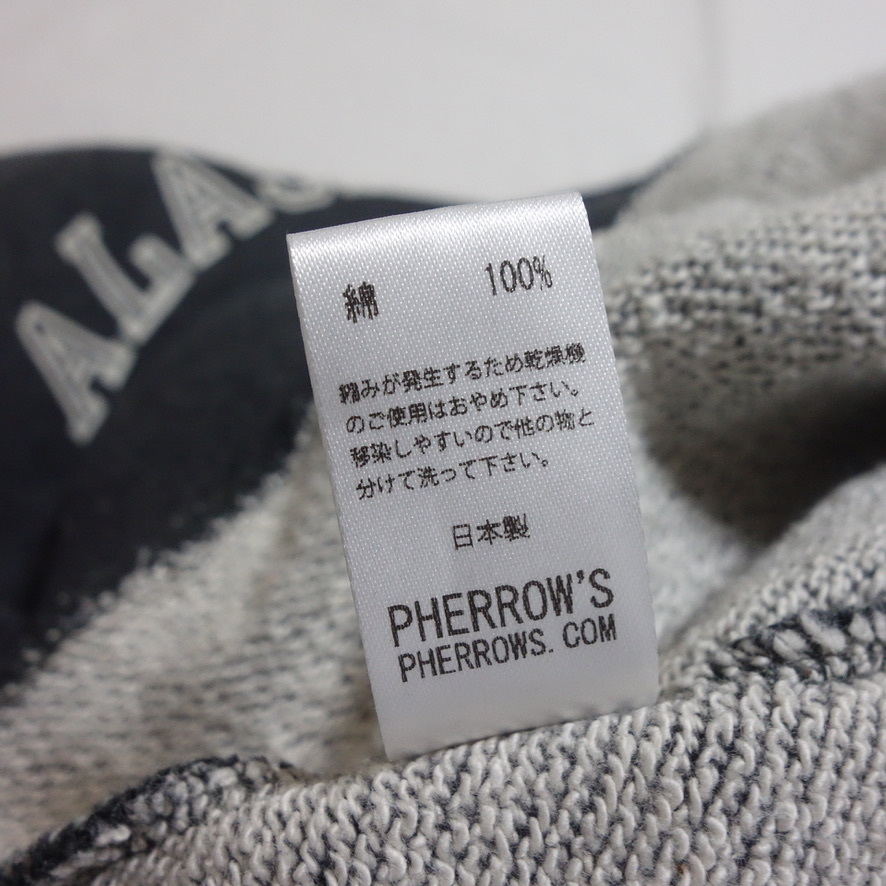 ALAS
綿 100%
縮みが発生するため乾燥機
のご使用はおやめ下さい。
移染しやすいので他の物と
分けて洗って下さい。
日本製
PHERROW'S
PHERROWS.COM